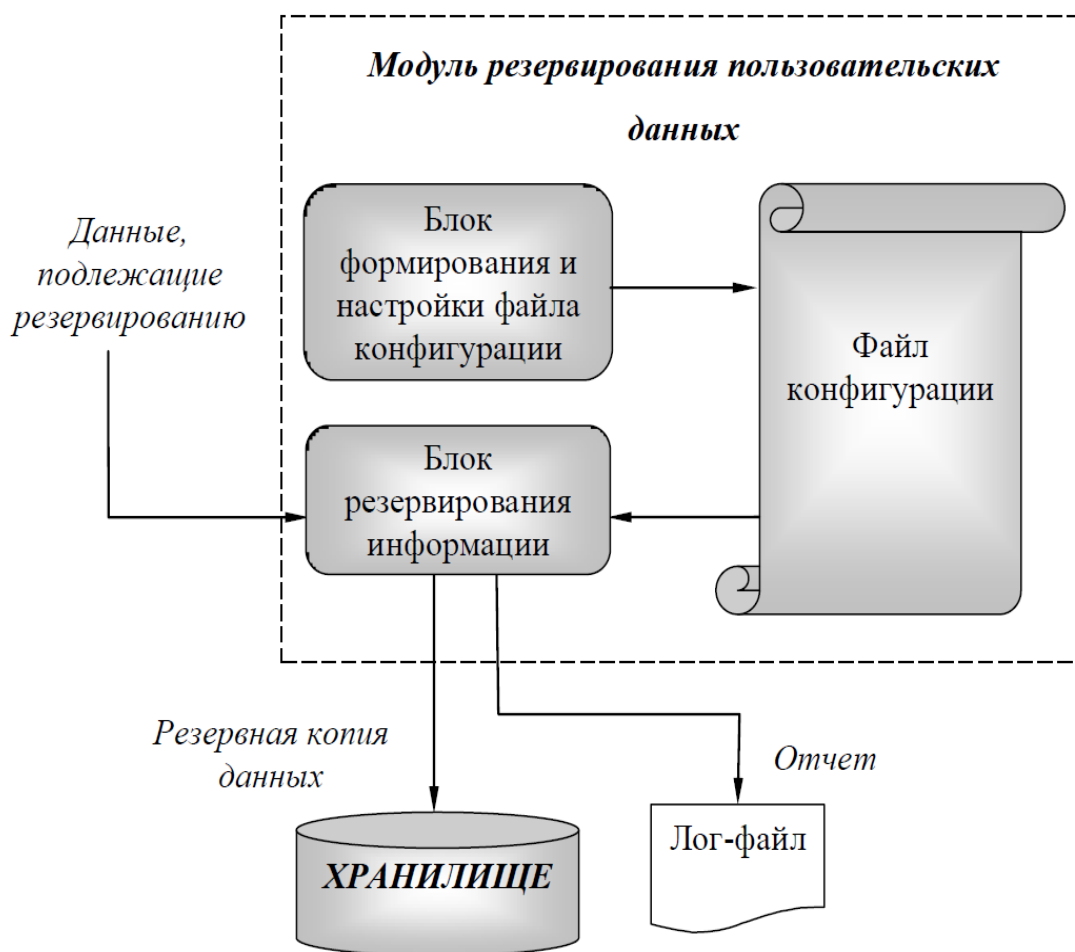 Модуль резервирования пользовательских
данных
Данные,
подлежащие
резервированию
Блок
формирования и
настройки файла
конфигурации
Файл
конфигурации
Блок
резервирования
информации
Резервная копия
данных
Отчет
ХРАНИЛИЩЕ
Лог-файл